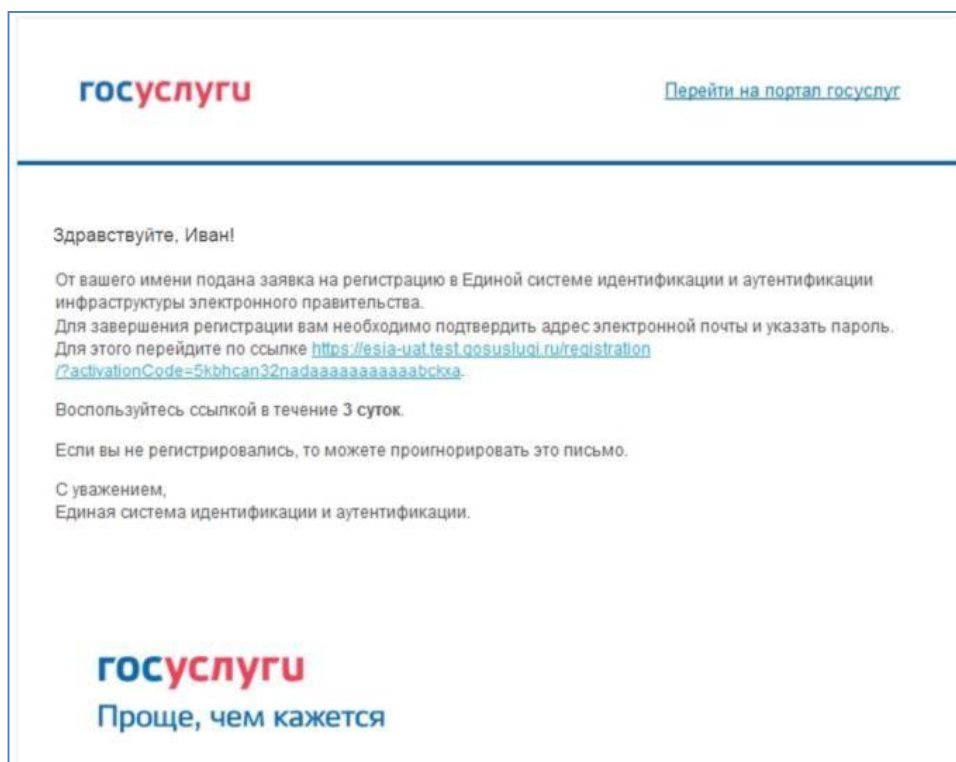 госуслуги
Перейти на портал госуслуг
Здравствуйте, Иван!
От вашего имени подана заявка на регистрацию в Единой системе идентификации и аутентификации
инфраструктуры электронного правительства.
Для завершения регистрации вам необходимо подтвердить адрес электронной почты и указать пароль.
Для этого перейдите по ссылке https://esia-uat.test.gosuslugi.ru/registration
/?activationCode=5kbhcan32nadaaaaaaaaaaabckxa.
Воспользуйтесь ссылкой в течение 3 суток.
Если вы не регистрировались, то можете проигнорировать это письмо.
С уважением,
Единая система идентификации и аутентификации.
госуслуги
Проще, чем кажется